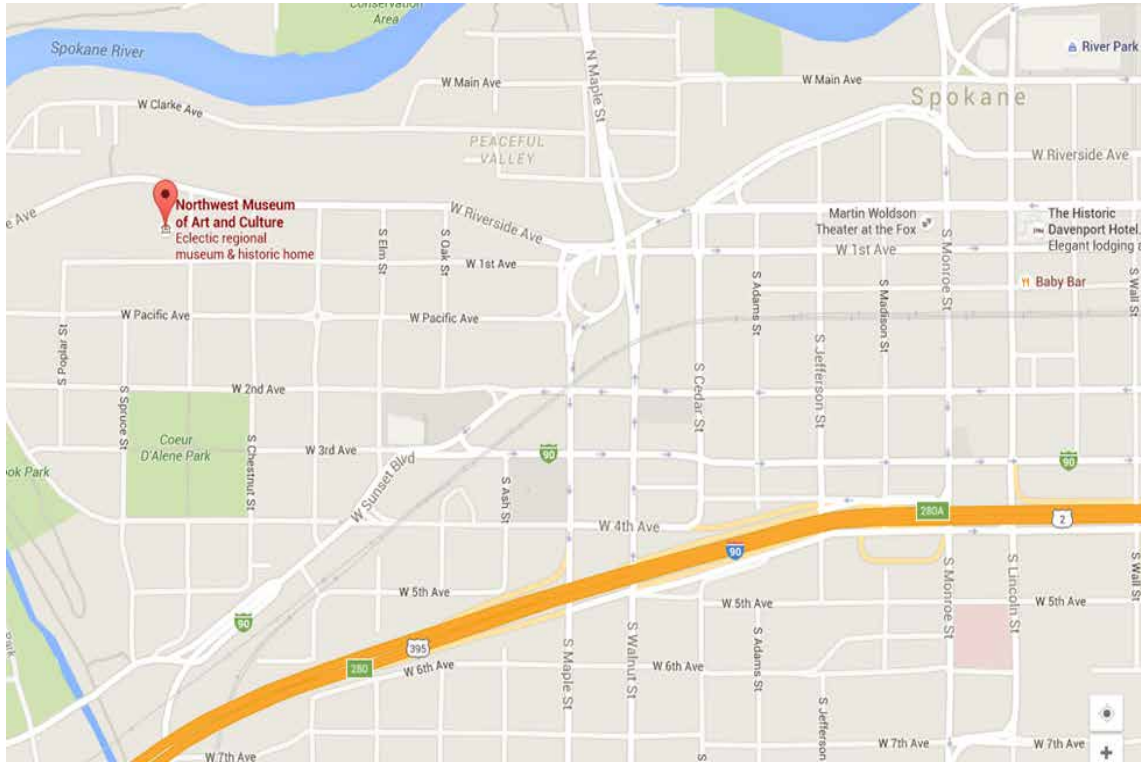 Conservation
Area
Spokane River
River Park
W Main Ave
W Main Ave
N Maple St
Spokane
W Clarke Ave
PEACEFUL
VALLEY
W Riverside Ave
Northwest Museum
of Art and Culture
Eclectic regional
museum & historic home
e Ave
W Riverside Ave
Martin Woldson
Theater at the Fox
The Historic
Davenport Hotel,
Elegant lodging
S Elm St
S Oak St
W 1st Ave
W 1st Ave
S Monroe St
Baby Bar
S Wall St
S Adams St
S Madison St
W Pacific Ave
W Pacific Ave
S Poplar St
S Jefferson St
S Cedar St
W 2nd Ave
S Spruce St
Coeur
D'Alene Park
S Chestnut St
W 3rd Ave
90
90
ook Park
W Sunset Blvd
S Ash St
W 4th Ave
280A
2
90
W 5th Ave
W 5th Ave
S Wall St
S Monroe St
S Lincoln St
90
395
S Maple St
S Walnut St
S Adams St
280
W 6th Ave
W 6th Ave
Park
S Jefferson
W 7th Ave
W 7th Ave
S
+